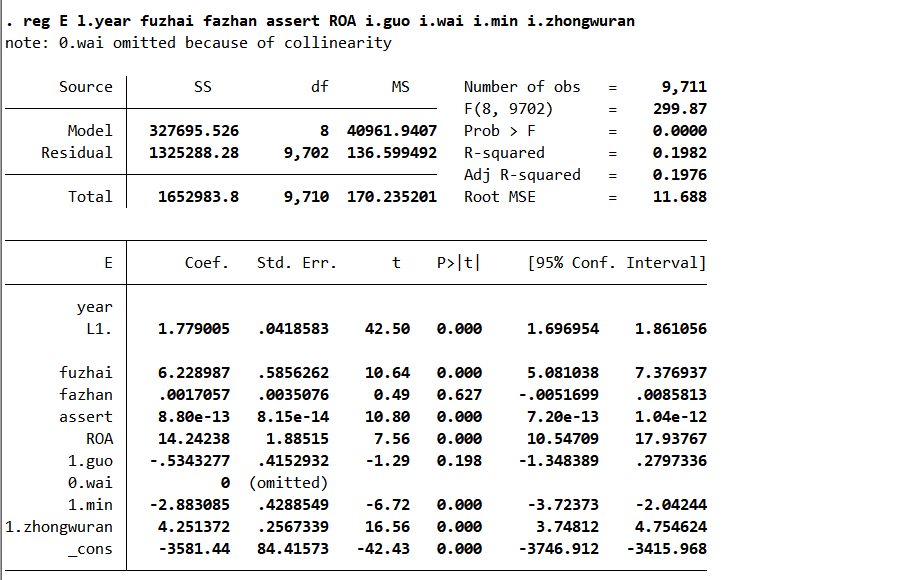 . reg E l.year fuzhai fazhan assert ROA i.guo i.wai i.min i.zhongwuran
note: 0.wai omitted because of collinearity
Source SS df MS Number of obs = 9,711
F(8, 9702) = 299.87
Model 327695.526 8 40961.9407 Prob > F = 0.0000
Residual 1325288.28 9,702 136.599492 R-squared = 0.1982
Adj R-squared = 0.1976
Total 1652983.8 9,710 170.235201 Root MSE = 11.688
E Coef. Std. Err. t P>|t| [95% Conf. Interval]
year
L1. 1.779005 .0418583 42.50 0.000 1.696954 1.861056
fuzhai 6.228987 .5856262 10.64 0.000 5.081038 7.376937
fazhan .0017057 .0035076 0.49 0.627 -.0051699 .0085813
assert 8.80e-13 8.15e-14 10.80 0.000 7.20e-13 1.04e-12
ROA 14.24238 1.88515 7.56 0.000 10.54709 17.93767
1.guo -.5343277 .4152932 -1.29 0.198 -1.348389 .2797336
0.wai 0 (omitted)
1.min -2.883085 .4288549 -6.72 0.000 -3.72373 -2.04244
1.zhongwuran 4.251372 .2567339 16.56 0.000 3.74812 4.754624
_cons -3581.44 84.41573 -42.43 0.000 -3746.912 -3415.968